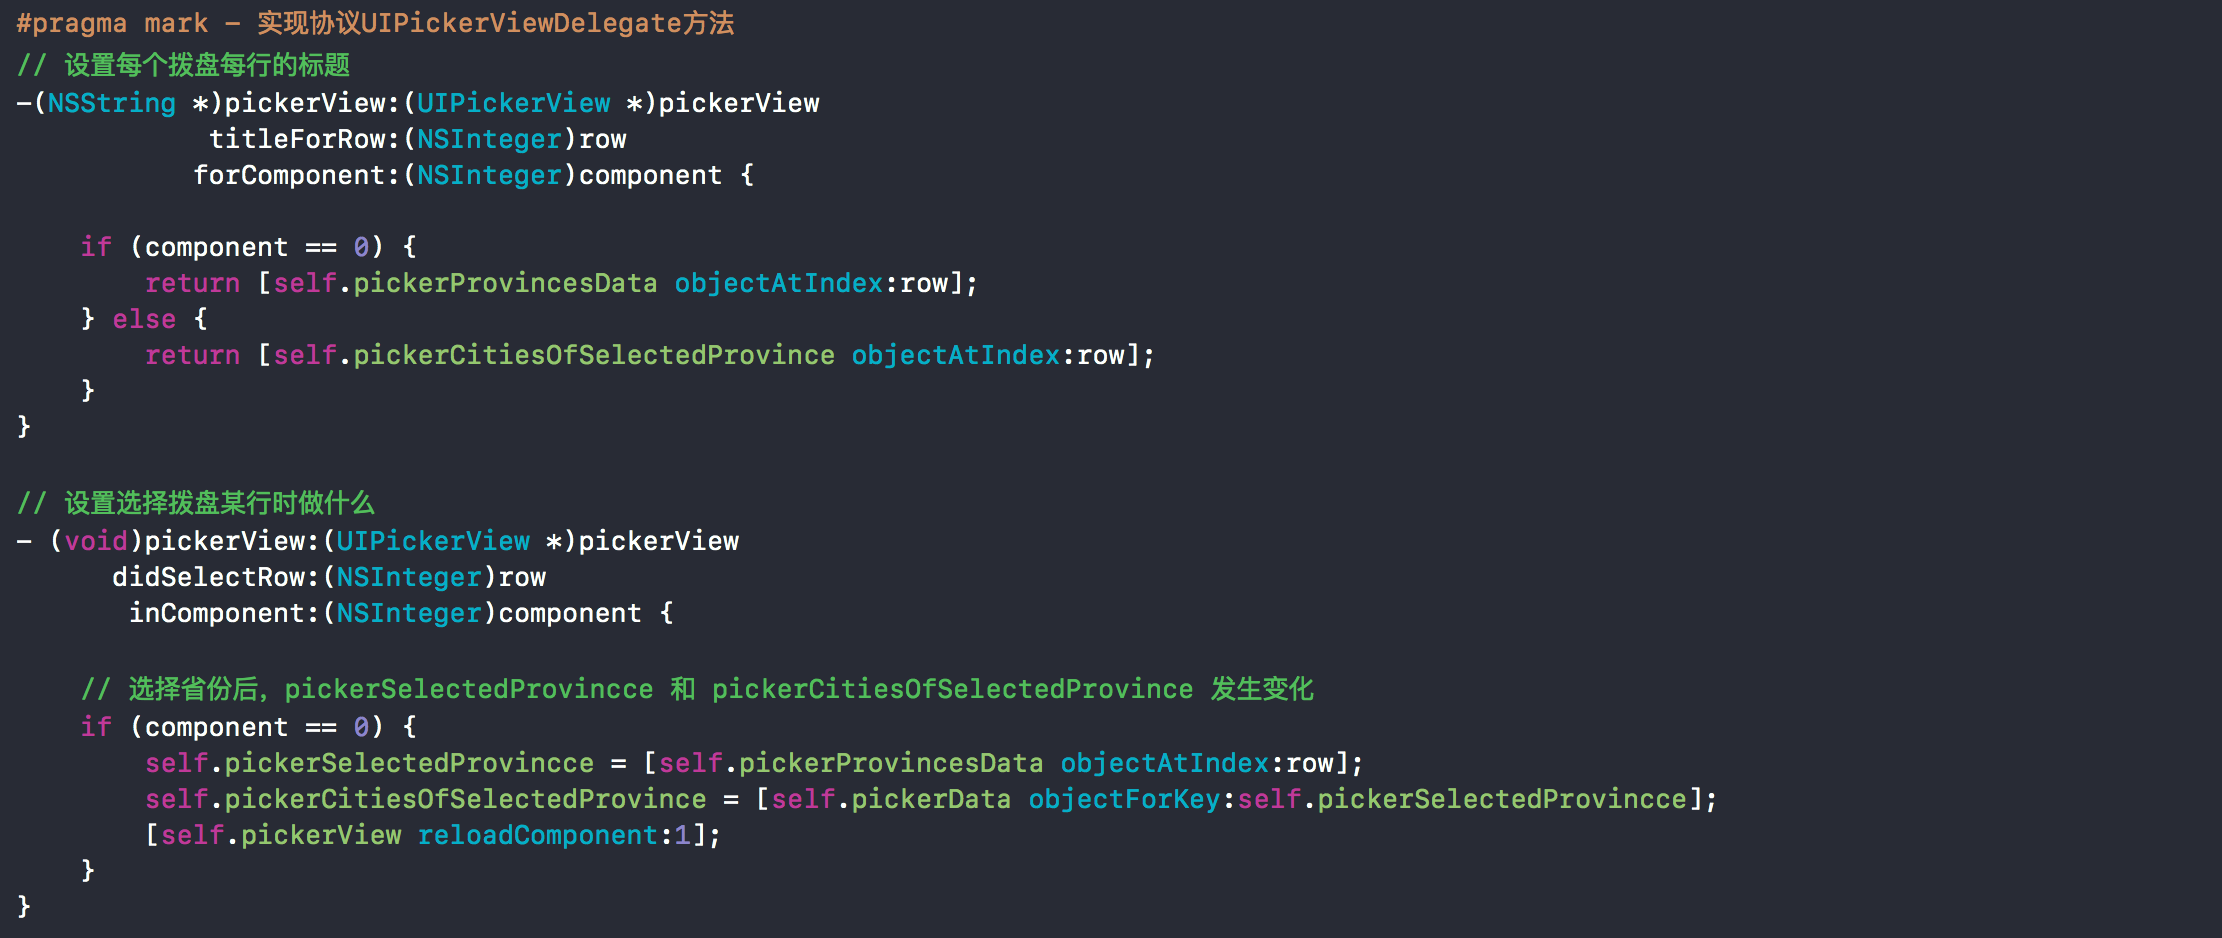 #pragma mark – 实现协议UIPickerViewDelegate方法
// 设置每个拨盘每行的标题
-(NSString *)pickerView:(UIPickerView *)pickerView
            titleForRow:(NSInteger)row
           forComponent:(NSInteger)component {
    if (component == 0) {
        return [self.pickerProvincesData objectAtIndex:row];
    } else {
        return [self.pickerCitiesOfSelectedProvince objectAtIndex:row];
    }
}
// 设置选择拨盘某行时做什么
- (void)pickerView:(UIPickerView *)pickerView
      didSelectRow:(NSInteger)row
       inComponent:(NSInteger)component {
    // 选择省份后，pickerSelectedProvincce 和 pickerCitiesOfSelectedProvince 发生变化
    if (component == 0) {
        self.pickerSelectedProvincce = [self.pickerProvincesData objectAtIndex:row];
        self.pickerCitiesOfSelectedProvince = [self.pickerData objectForKey:self.pickerSelectedProvincce];
        [self.pickerView reloadComponent:1];
    }
}